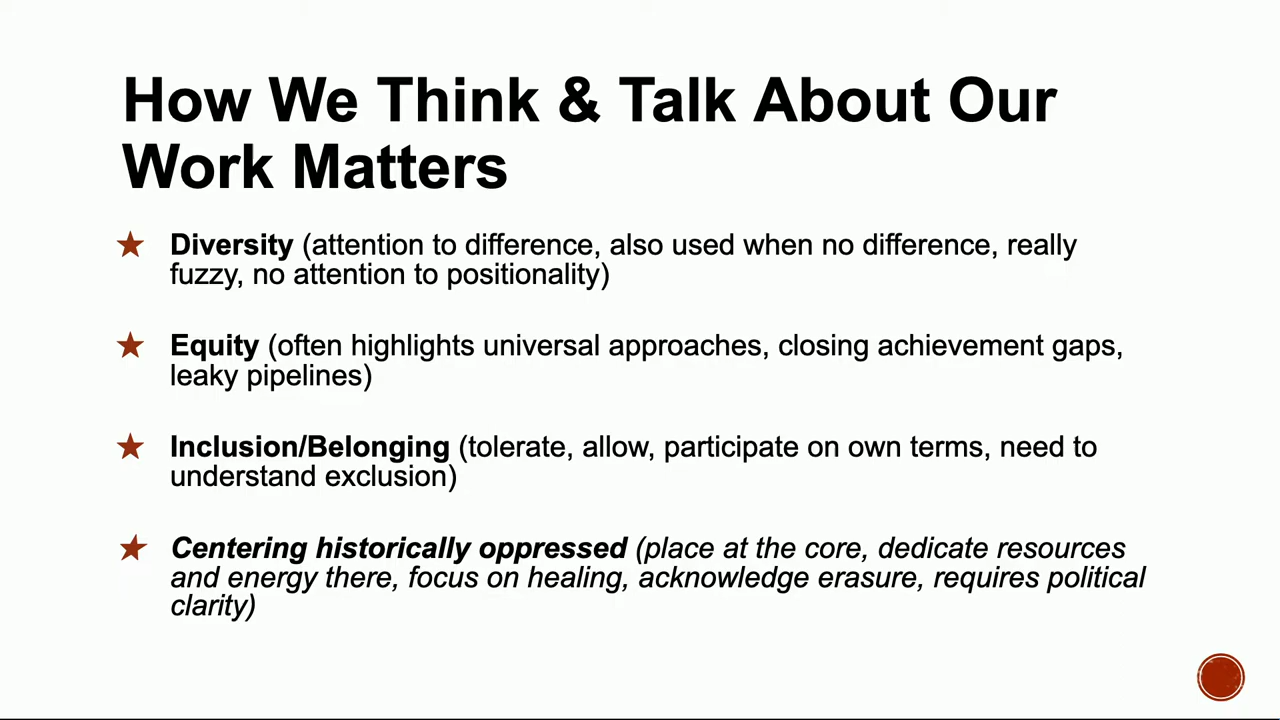 How We Think & Talk About Our
Work Matters
Diversity (attention to difference, also used when no difference, really
fuzzy, no attention to positionality)
Equity (often highlights universal approaches, closing achievement gaps,
leaky pipelines)
Inclusion/Belonging (tolerate, allow, participate on own terms, need to
understand exclusion)
Centering historically oppressed (place at the core, dedicate resources
and energy there, focus on healing, acknowledge erasure, requires political
clarity)